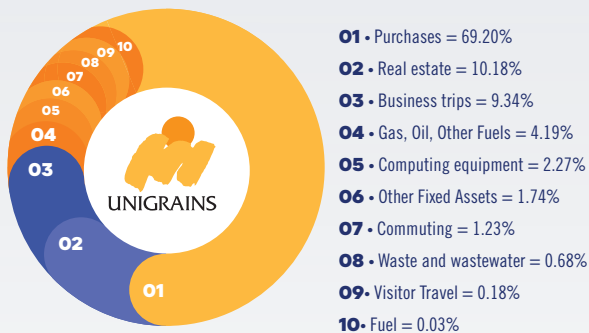 10
09
08
07
06
05
04
03
02
01
UNIGRAINS
01 • Purchases = 69.20%
02 • Real estate = 10.18%
03 • Business trips = 9.34%
04 • Gas, Oil, Other Fuels = 4.19%
05 • Computing equipment = 2.27%
06 • Other Fixed Assets = 1.74%
07 • Commuting = 1.23%
08 • Waste and wastewater = 0.68%
09• Visitor Travel = 0.18%
10• Fuel = 0.03%